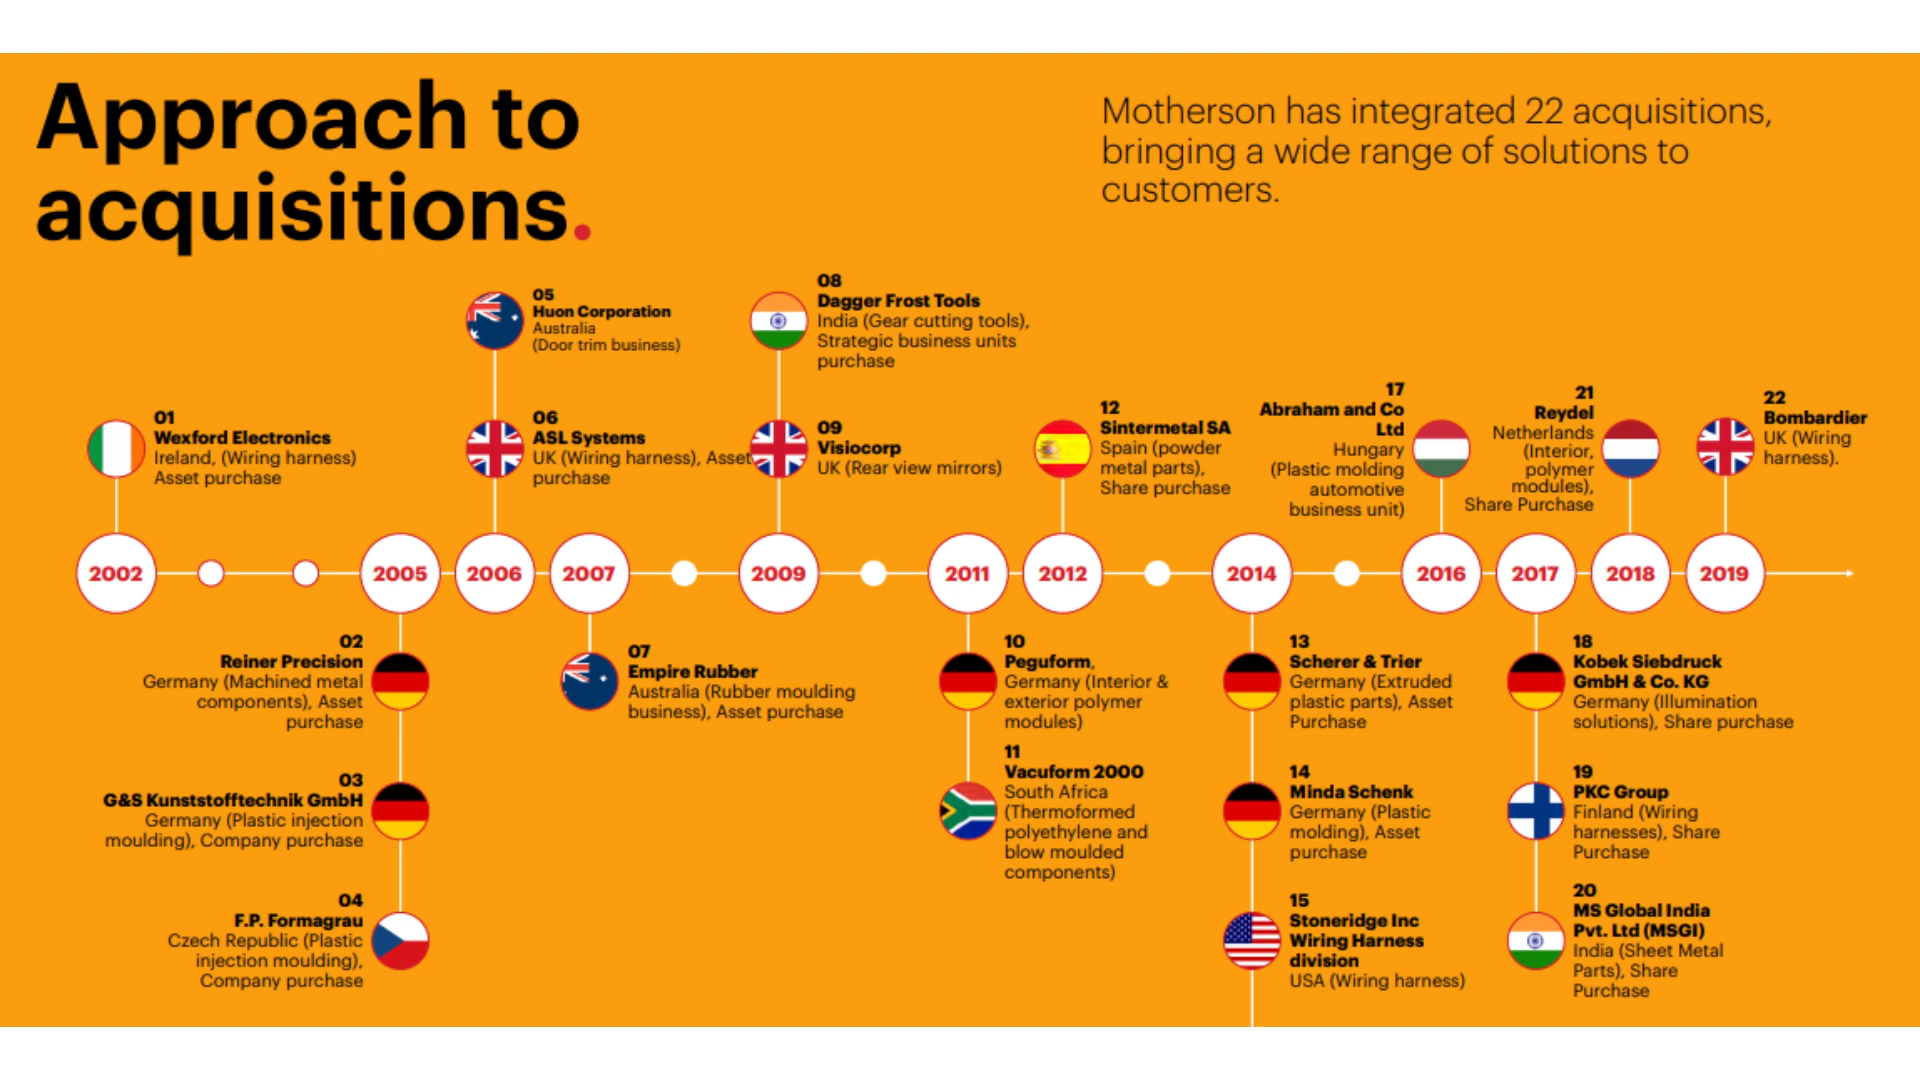 Approach to
acquisitions.
Motherson has integrated 22 acquisitions,
bringing a wide range of solutions to
customers.
01
Wexford Electronics
Ireland, (Wiring harness)
Asset purchase
05
Huon Corporation
Australia
(Door trim business)
06
ASL Systems
UK (Wiring harness), Asset
purchase
08
Dagger Frost Tools
India (Gear cutting tools),
Strategic business units
purchase
09
Visiocorp
UK (Rear view mirrors)
12
Sintermetal SA
Spain (powder
metal parts),
Share purchase
17
Abraham and Co
Ltd
Hungary
(Plastic molding
automotive
business unit)
21
Reydel
Netherlands
(Interior,
polymer
modules),
Share Purchase
22
Bombardier
UK (Wiring
harness).
2002
2005
2006
2007
2009
2011
2012
2014
2016
2017
2018
2019
02
Reiner Precision
Germany (Machined metal
components), Asset
purchase
03
G&S Kunststofftechnik GmbH
Germany (Plastic injection
moulding), Company purchase
04
F.P. Formagrau
Czech Republic (Plastic
injection moulding),
Company purchase
07
Empire Rubber
Australia (Rubber moulding
business), Asset purchase
10
Peguform,
Germany (Interior &
exterior polymer
modules)
11
Vacuform 2000
South Africa
(Thermoformed
polyethylene and
blow moulded
components)
13
Scherer & Trier
Germany (Extruded
plastic parts), Asset
Purchase
14
Minda Schenk
Germany (Plastic
molding), Asset
purchase
15
Stoneridge Inc
Wiring Harness
division
USA (Wiring harness)
18
Kobek Siebdruck
GmbH & Co. KG
Germany (Illumination
solutions), Share purchase
19
PKC Group
Finland (Wiring
harnesses), Share
Purchase
20
MS Global India
Pvt. Ltd (MSGI)
India (Sheet Metal
Parts), Share
Purchase